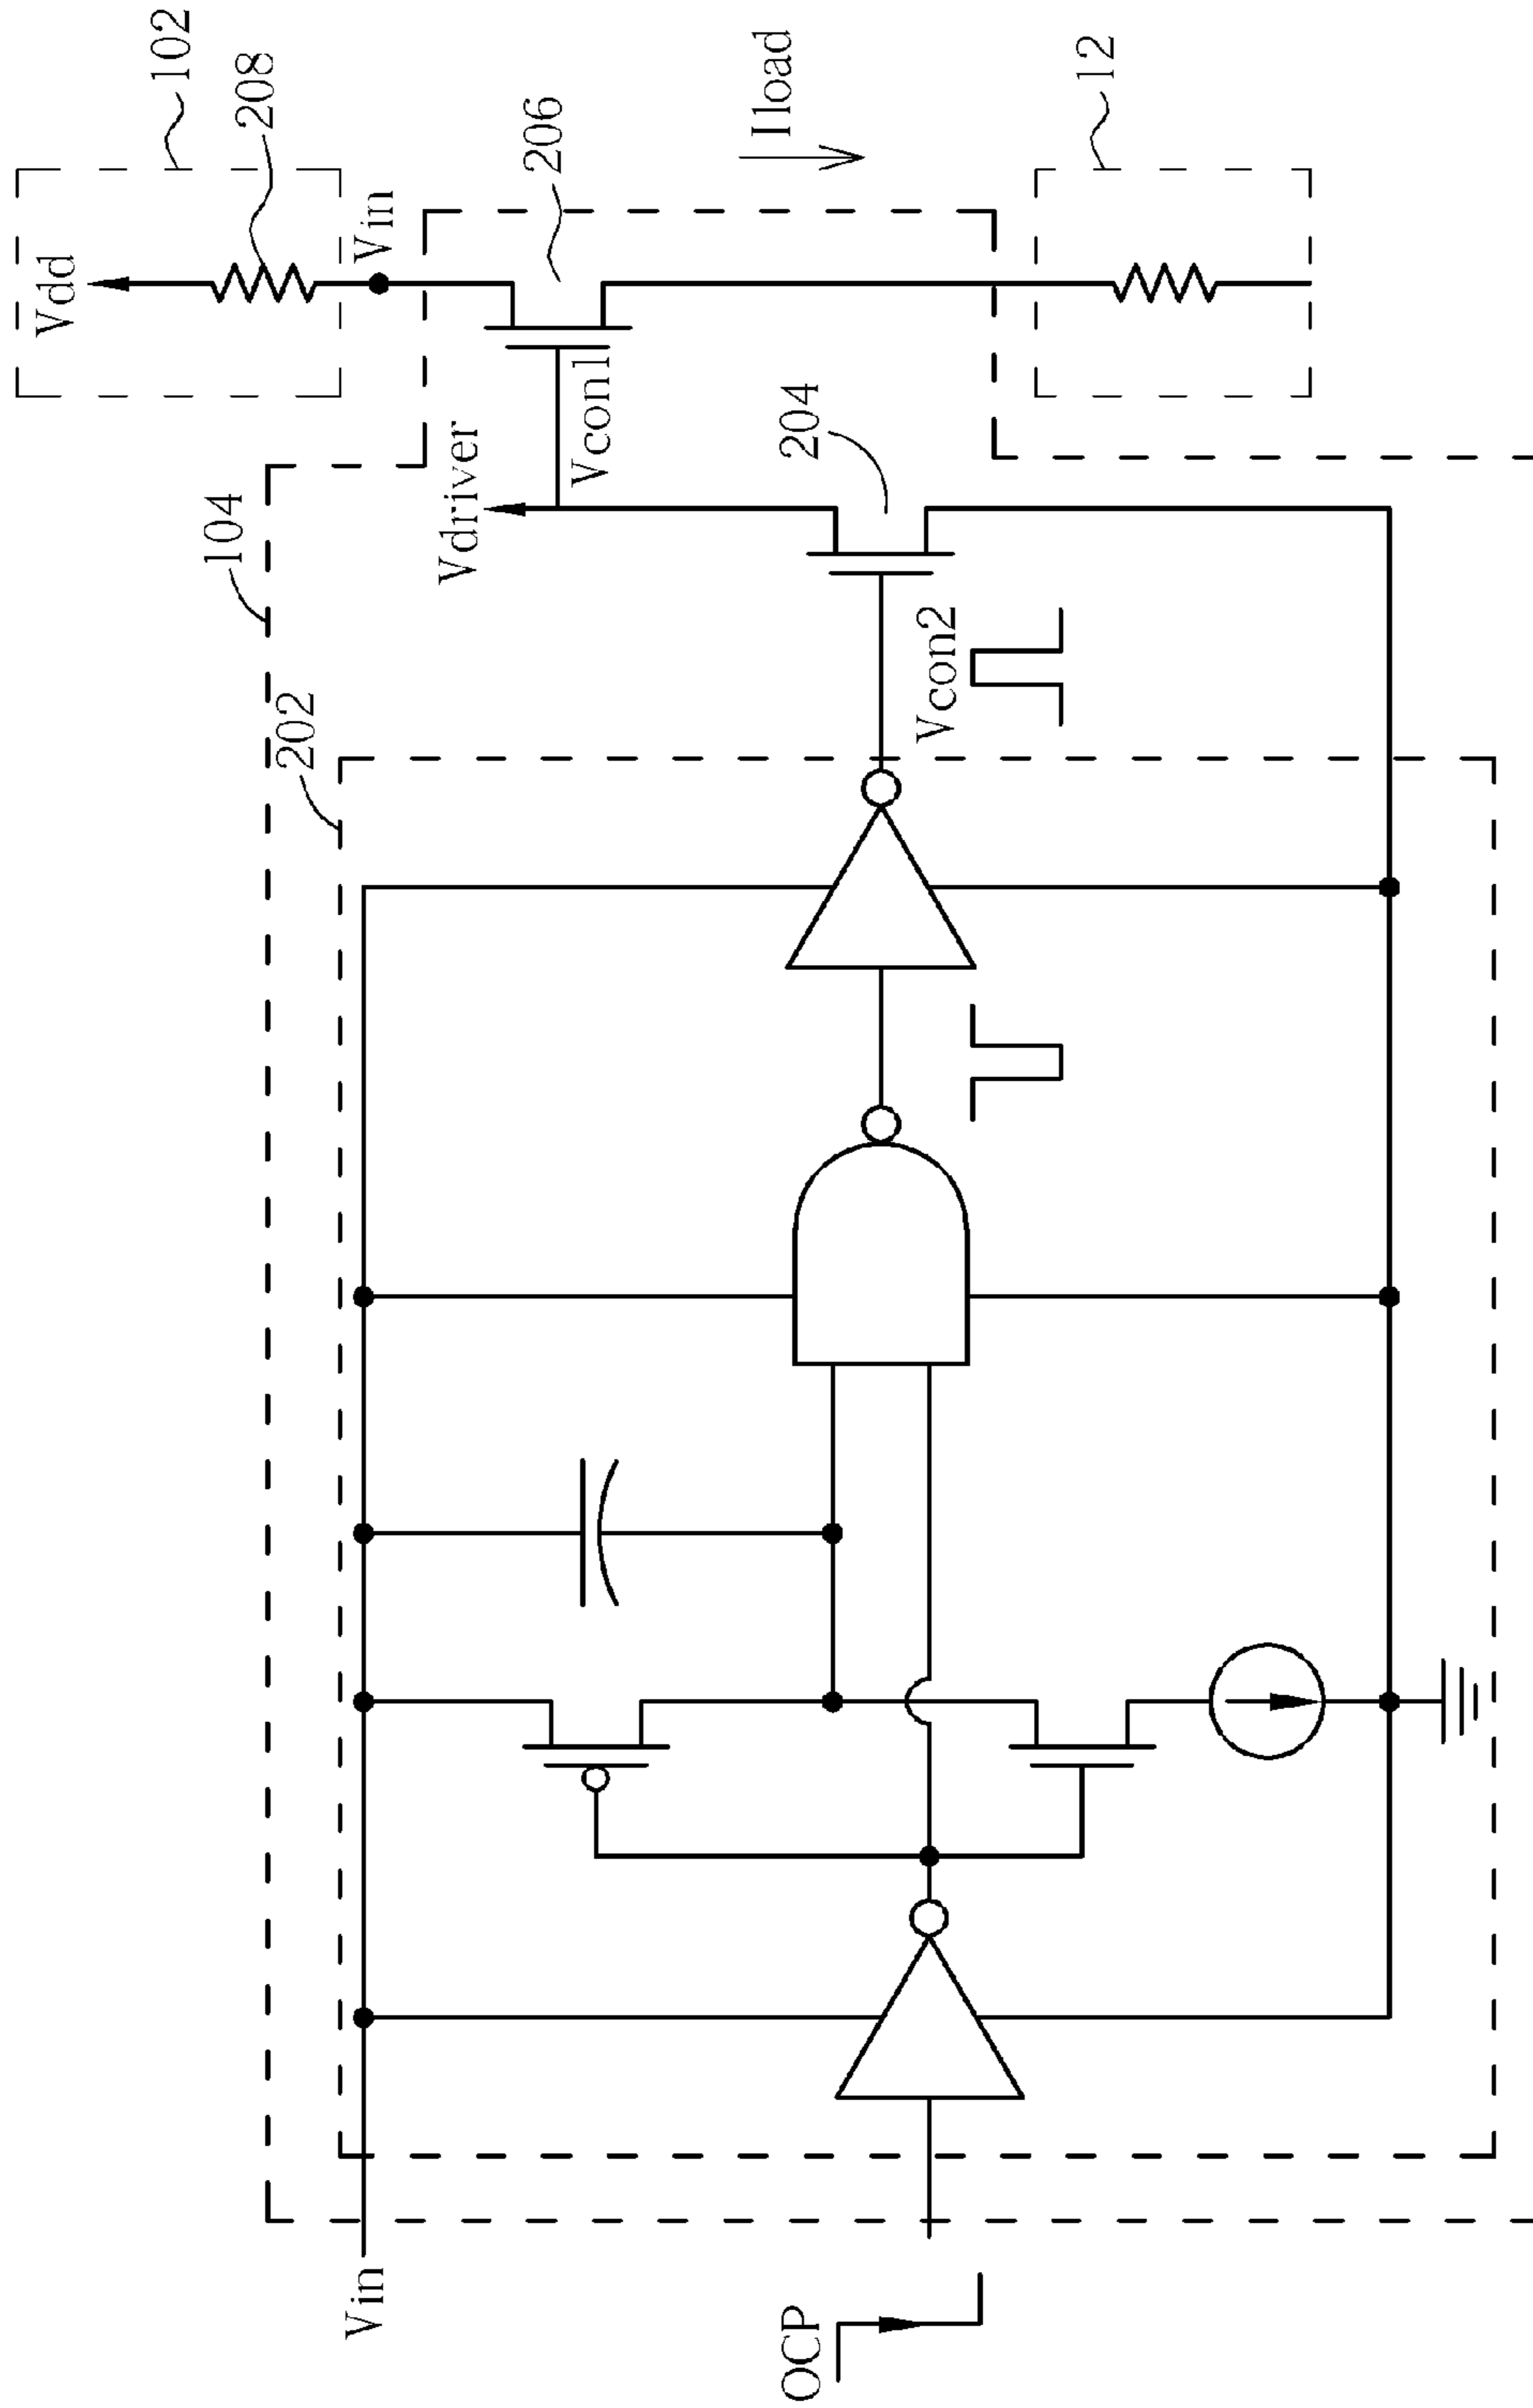 Vdd
102
208
Vin
206
Iload
12
Vdriver
Vcon1
104
204
202
Vcon2
Vin
OCP